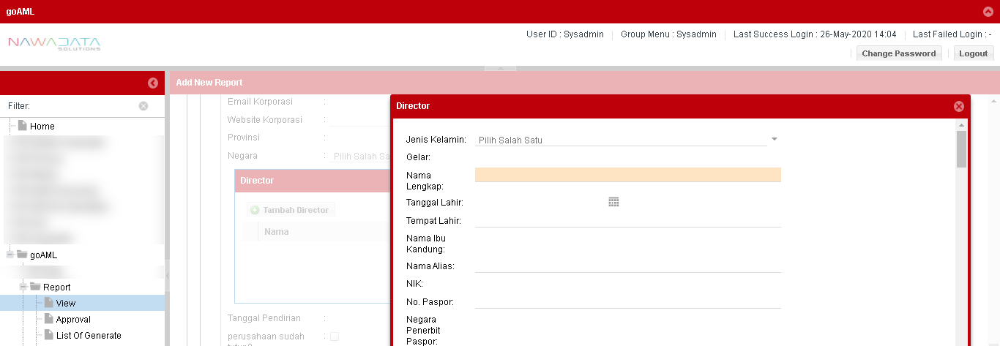 goAML
NAWADATA
SOLUTIONS
User ID : Sysadmin
Group Menu : Sysadmin
Last Success Login : 26-May-2020 14:04
Last Failed Login : -
Change Password
Logout
Filter:
Home
goAML
Report
View
Approval
List Of Generate
Add New Report
Email Korporasi :
Website Korporasi :
Provinsi :
Negara : Pilih Salah Sa
Director
Tambah Director
Nama
Tanggal Pendirian :
perusahaan sudah :
Director
Jenis Kelamin: Pilih Salah Satu
Gelar:
Nama
Lengkap:
Tanggal Lahir:
Tempat Lahir:
Nama Ibu
Kandung:
Nama Alias:
NIK:
No. Paspor:
Negara
Penerbit
Paspor: